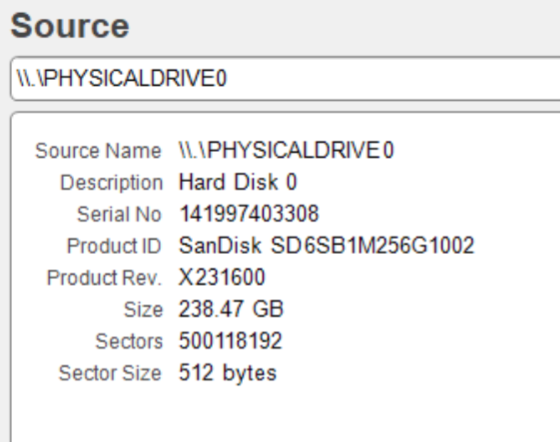 Source
\\.\PHYSICALDRIVE0
Source Name \\.\PHYSICALDRIVE0
Description Hard Disk 0
Serial No 141997403308
Product ID SanDisk SD6SB1M256G1002
Product Rev. X231600
Size 238.47 GB
Sectors 500118192
Sector Size 512 bytes